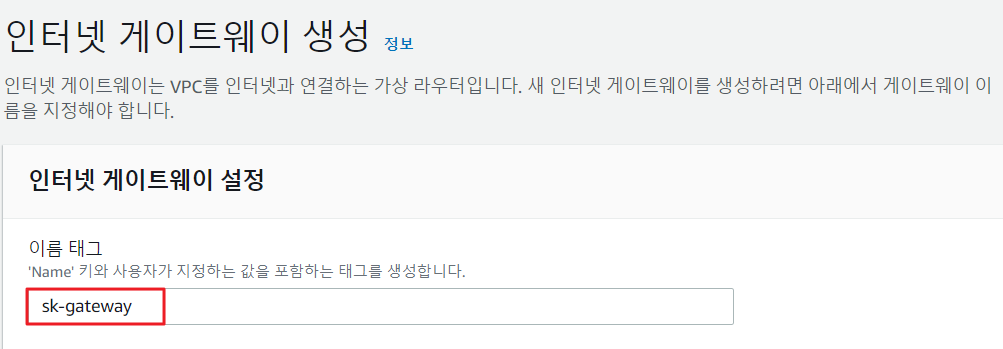 인터넷 게이트웨이 생성 정보
인터넷 게이트웨이는 VPC를 인터넷과 연결하는 가상 라우터입니다. 새 인터넷 게이트웨이를 생성하려면 아래에서 게이트웨이 이
름을 지정해야 합니다.
인터넷 게이트웨이 설정
이름 태그
'Name' 키와 사용자가 지정하는 값을 포함하는 태그를 생성합니다.
sk-gateway